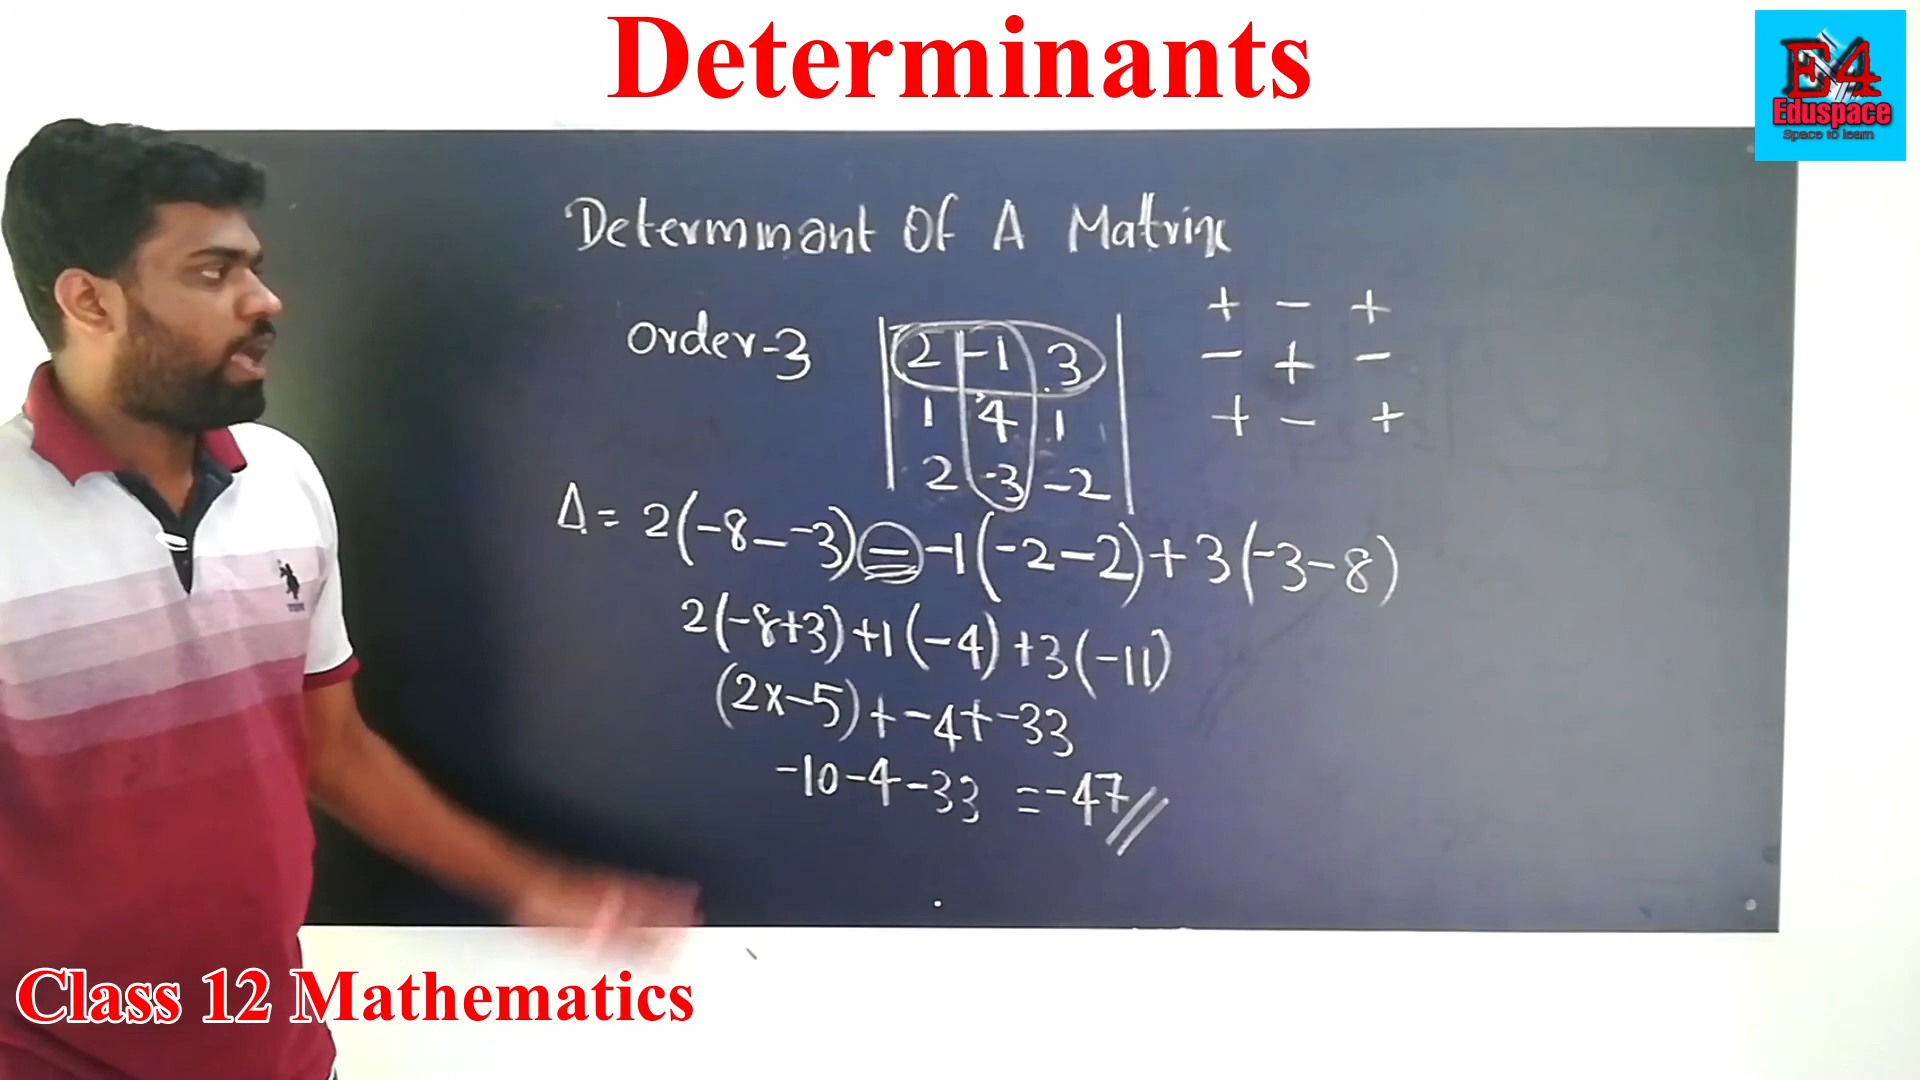 Determinants
E4
Eduspace
Space to learn
Determinant Of A Matrix
+ - +
order-3
2 -1 3
- + -
1 4 1
+ - +
2 -3 -2
Δ = 2(-8--3) - -1(-2-2) + 3(-3-8)
2(-8+3) +1(-4) +3(-11)
(2x-5) + -4 + -33
-10-4-33 = -47//
Class 12 Mathematics